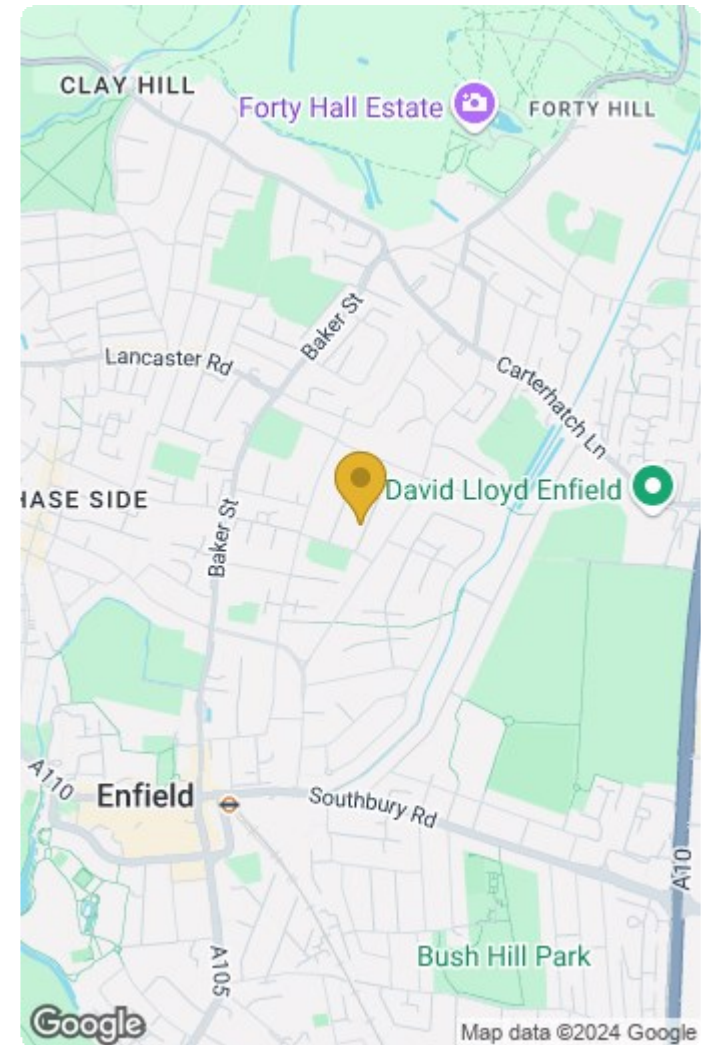 CLAY HILL
Forty Hall Estate
FORTY HILL
Baker St
Lancaster Rd
Carterhatch Ln
HASE SIDE
David Lloyd Enfield
Baker St
A110
Enfield
Southbury Rd
A10
A105
Bush Hill Park
Google
Map data ©2024 Google